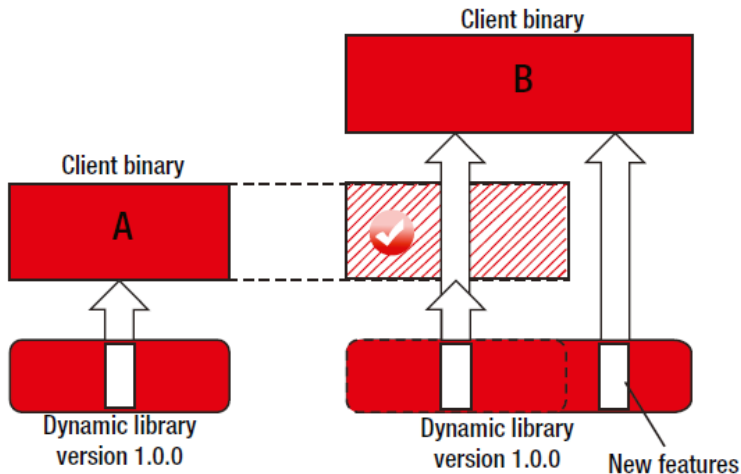 Client binary
B
Client binary
A
Dynamic library
version 1.0.0
Dynamic library
version 1.0.0
New features